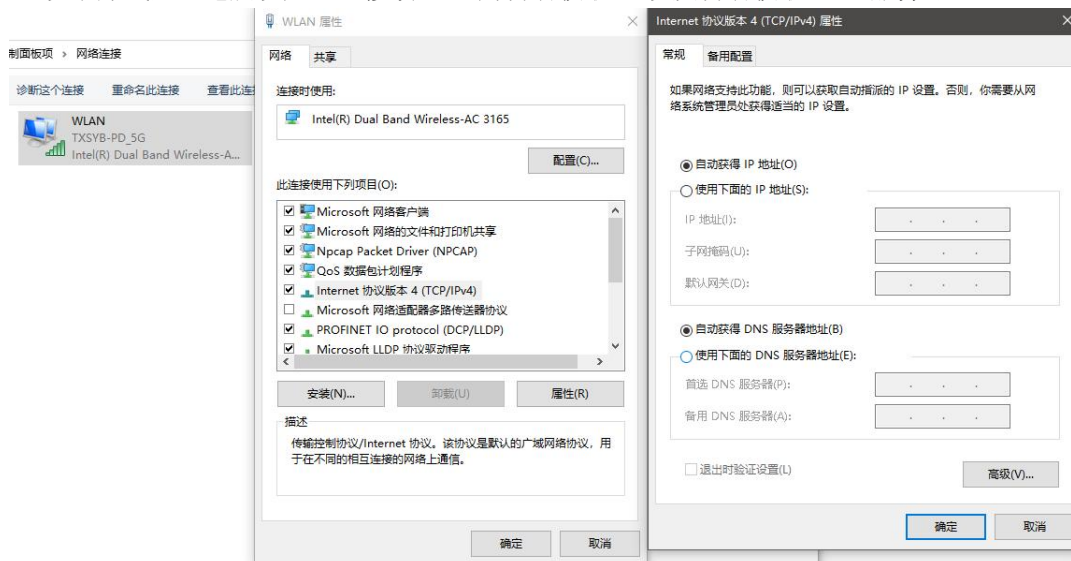 制面板项 › 网络连接
诊断这个连接 重命名此连接 查看此连
WLAN
TXSYB-PD_5G
Intel(R) Dual Band Wireless-A...
WLAN 属性
网络 共享
连接时使用:
Intel(R) Dual Band Wireless-AC 3165
配置(C)...
此连接使用下列项目(O):
Microsoft 网络客户端
Microsoft 网络的文件和打印机共享
Npcap Packet Driver (NPCAP)
QoS 数据包计划程序
Internet 协议版本 4 (TCP/IPv4)
Microsoft 网络适配器多路传送器协议
PROFINET IO protocol (DCP/LLDP)
Microsoft LLDP 协议驱动程序
安装(N)... 卸载(U) 属性(R)
描述
传输控制协议/Internet 协议。该协议是默认的广域网络协议，用
于在不同的相互连接的网络上通信。
确定 取消
Internet 协议版本 4 (TCP/IPv4) 属性
常规 备用配置
如果网络支持此功能，则可以获取自动指派的 IP 设置。否则，你需要从网
络系统管理员处获得适当的 IP 设置。
自动获得 IP 地址(O)
使用下面的 IP 地址(S):
IP 地址(I):
子网掩码(U):
默认网关(D):
自动获得 DNS 服务器地址(B)
使用下面的 DNS 服务器地址(E):
首选 DNS 服务器(P):
备用 DNS 服务器(A):
退出时验证设置(L)
高级(V)...
确定 取消